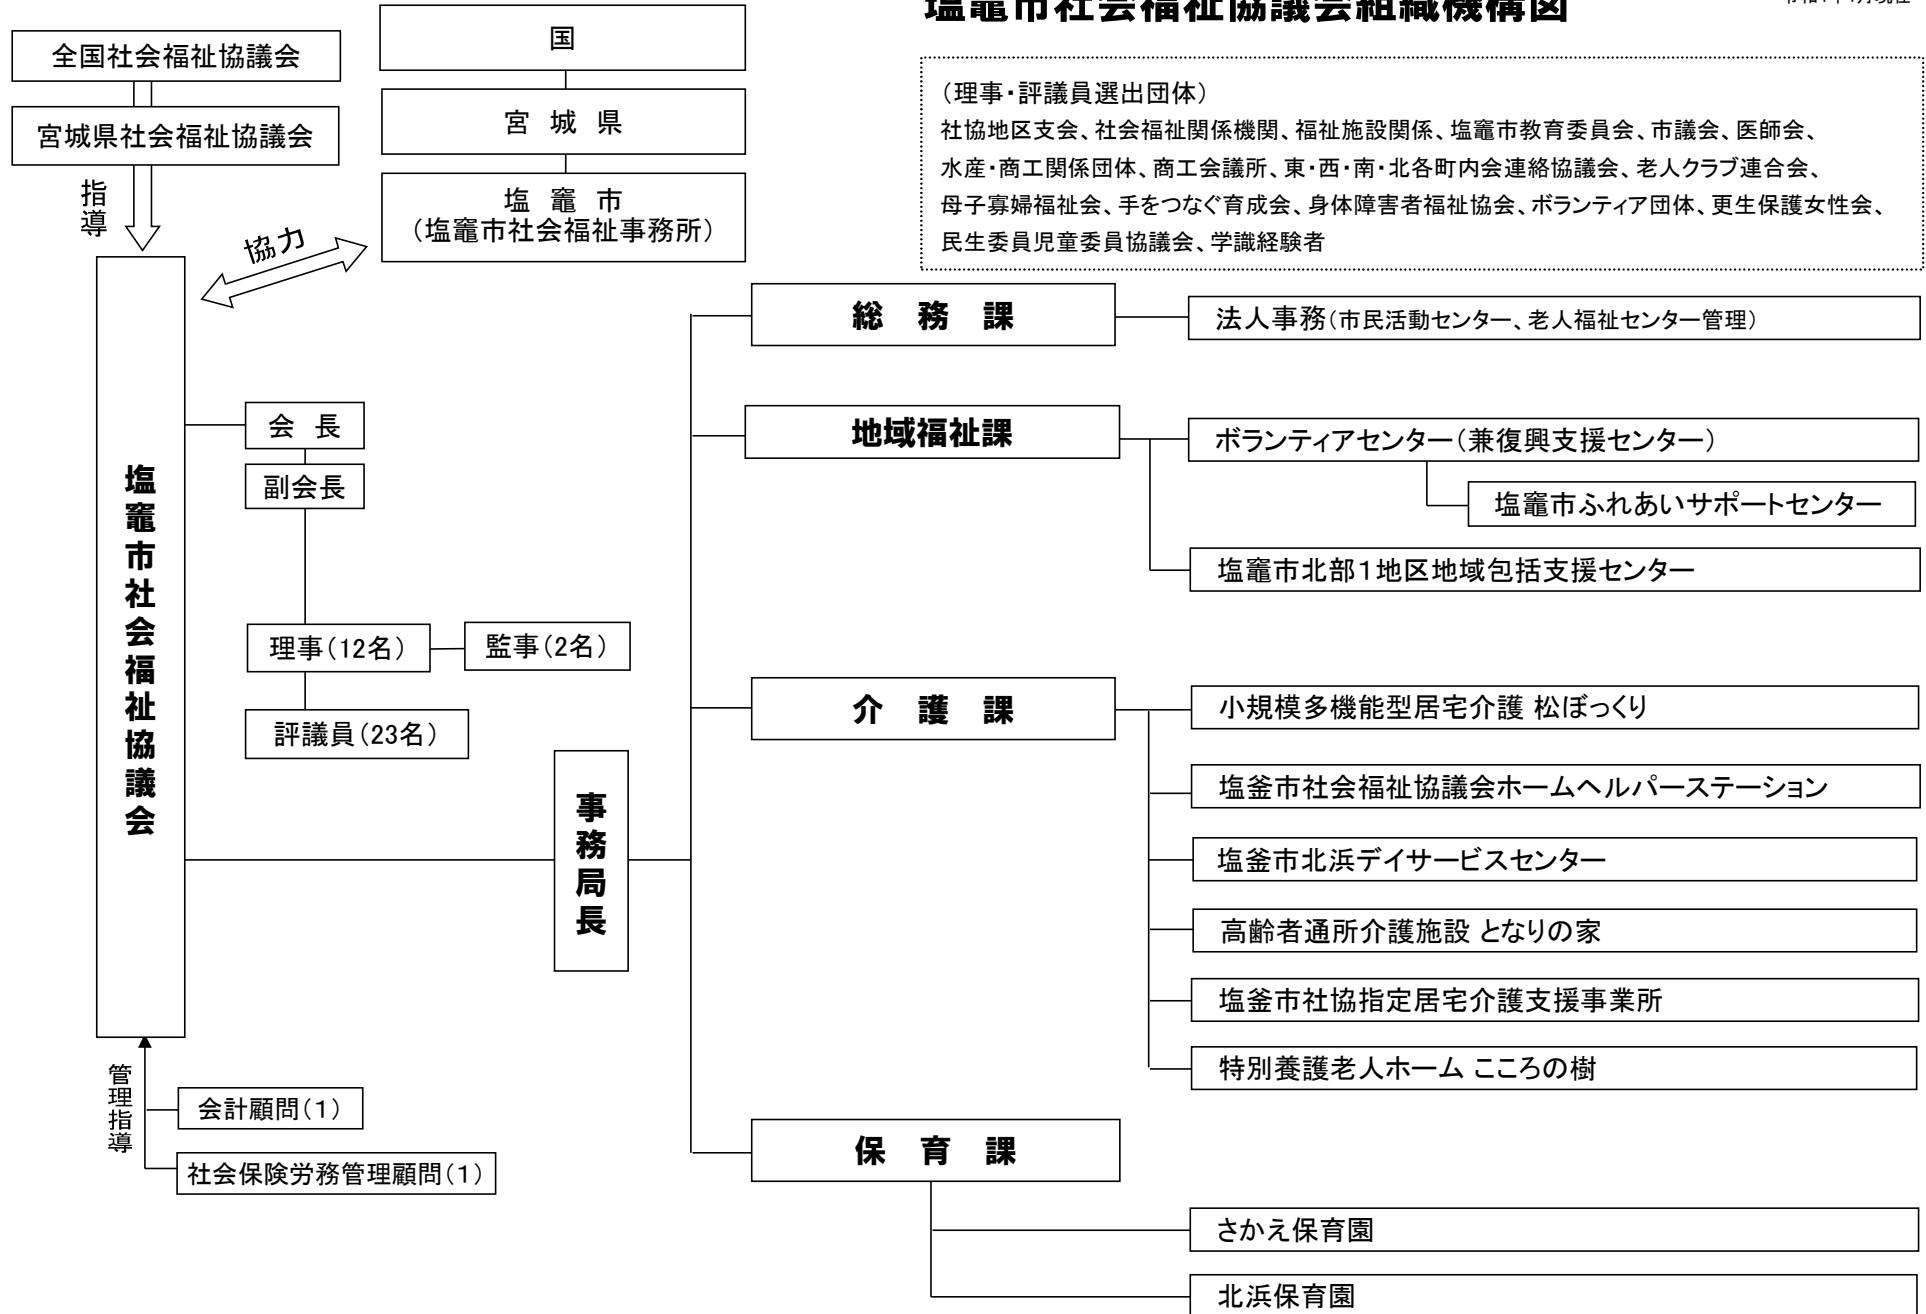 塩竈市社会福祉協議会組織機構図
全国社会福祉協議会
宮城県社会福祉協議会
指導
国
宮 城 県
塩 竈 市
(塩竈市社会福祉事務所)
協力
(理事・評議員選出団体)
社協地区支会、社会福祉関係機関、福祉施設関係、塩竈市教育委員会、市議会、医師会、
水産・商工関係団体、商工会議所、東・西・南・北各町内会連絡協議会、老人クラブ連合会、
母子寡婦福祉会、手をつなぐ育成会、身体障害者福祉協会、ボランティア団体、更生保護女性会、
民生委員児童委員協議会、学識経験者
塩竈市社会福祉協議会
会 長
副会長
理事(12名)
監事(2名)
評議員(23名)
事務局長
管理指導
会計顧問(1)
社会保険労務管理顧問(1)
総 務 課
法人事務(市民活動センター、老人福祉センター管理)
地域福祉課
ボランティアセンター(兼復興支援センター)
塩竈市ふれあいサポートセンター
塩竈市北部1地区地域包括支援センター
介 護 課
小規模多機能型居宅介護 松ぼっくり
塩釜市社会福祉協議会ホームヘルパーステーション
塩釜市北浜デイサービスセンター
高齢者通所介護施設 となりの家
塩釜市社協指定居宅介護支援事業所
特別養護老人ホーム こころの樹
保 育 課
さかえ保育園
北浜保育園